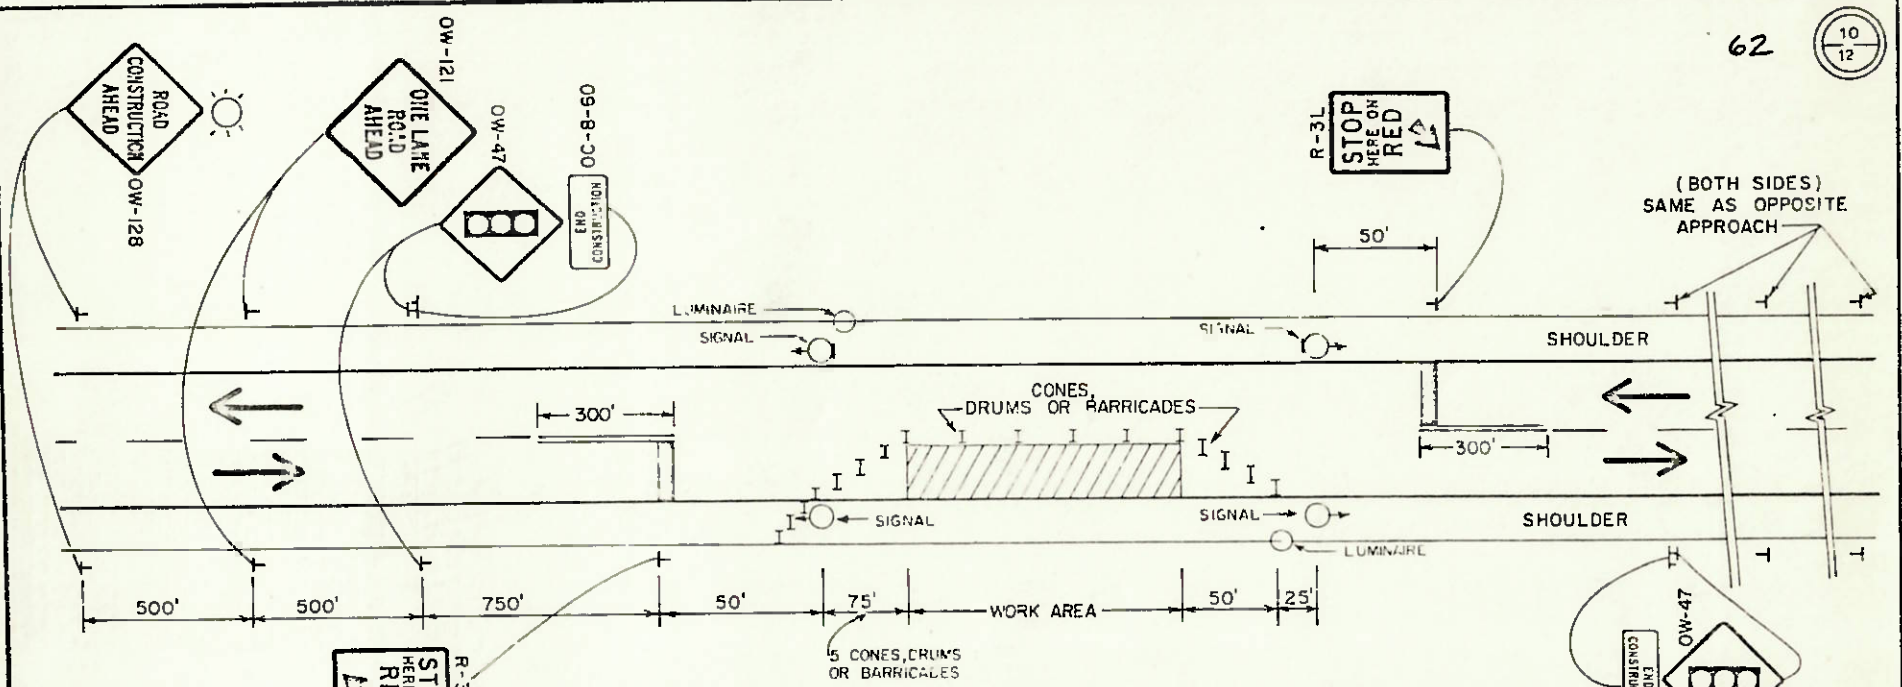 62
10
12
ROAD
CONSTRUCTION
AHEAD
OW-128
OW-121
ONE LANE
ROAD
AHEAD
OW-47
OC-8-60
END
CONSTRUCTION
R-3L
STOP
HERE ON
RED
(BOTH SIDES)
SAME AS OPPOSITE
APPROACH
50'
LUMINAIRE
SIGNAL
SIGNAL
SHOULDER
CONES,
DRUMS OR BARRICADES
300'
300'
SIGNAL
SIGNAL
SHOULDER
LUMINAIRE
500'
500'
750'
50'
75'
WORK AREA
50'
25'
5 CONES, DRUMS
OR BARRICADES
OW-47
END